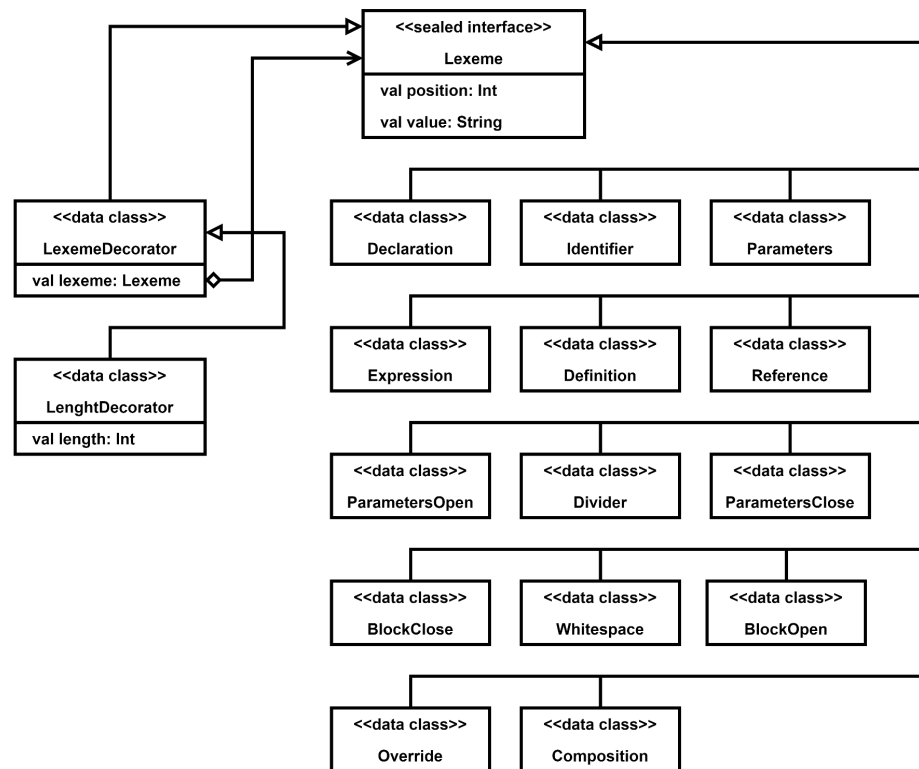 <<sealed interface>>
Lexeme
val position: Int
val value: String
<<data class>>
LexemeDecorator
val lexeme: Lexeme
<<data class>>
Declaration
<<data class>>
Identifier
<<data class>>
Parameters
<<data class>>
LenghtDecorator
val length: Int
<<data class>>
Expression
<<data class>>
Definition
<<data class>>
Reference
<<data class>>
ParametersOpen
<<data class>>
Divider
<<data class>>
ParametersClose
<<data class>>
BlockClose
<<data class>>
Whitespace
<<data class>>
BlockOpen
<<data class>>
Override
<<data class>>
Composition